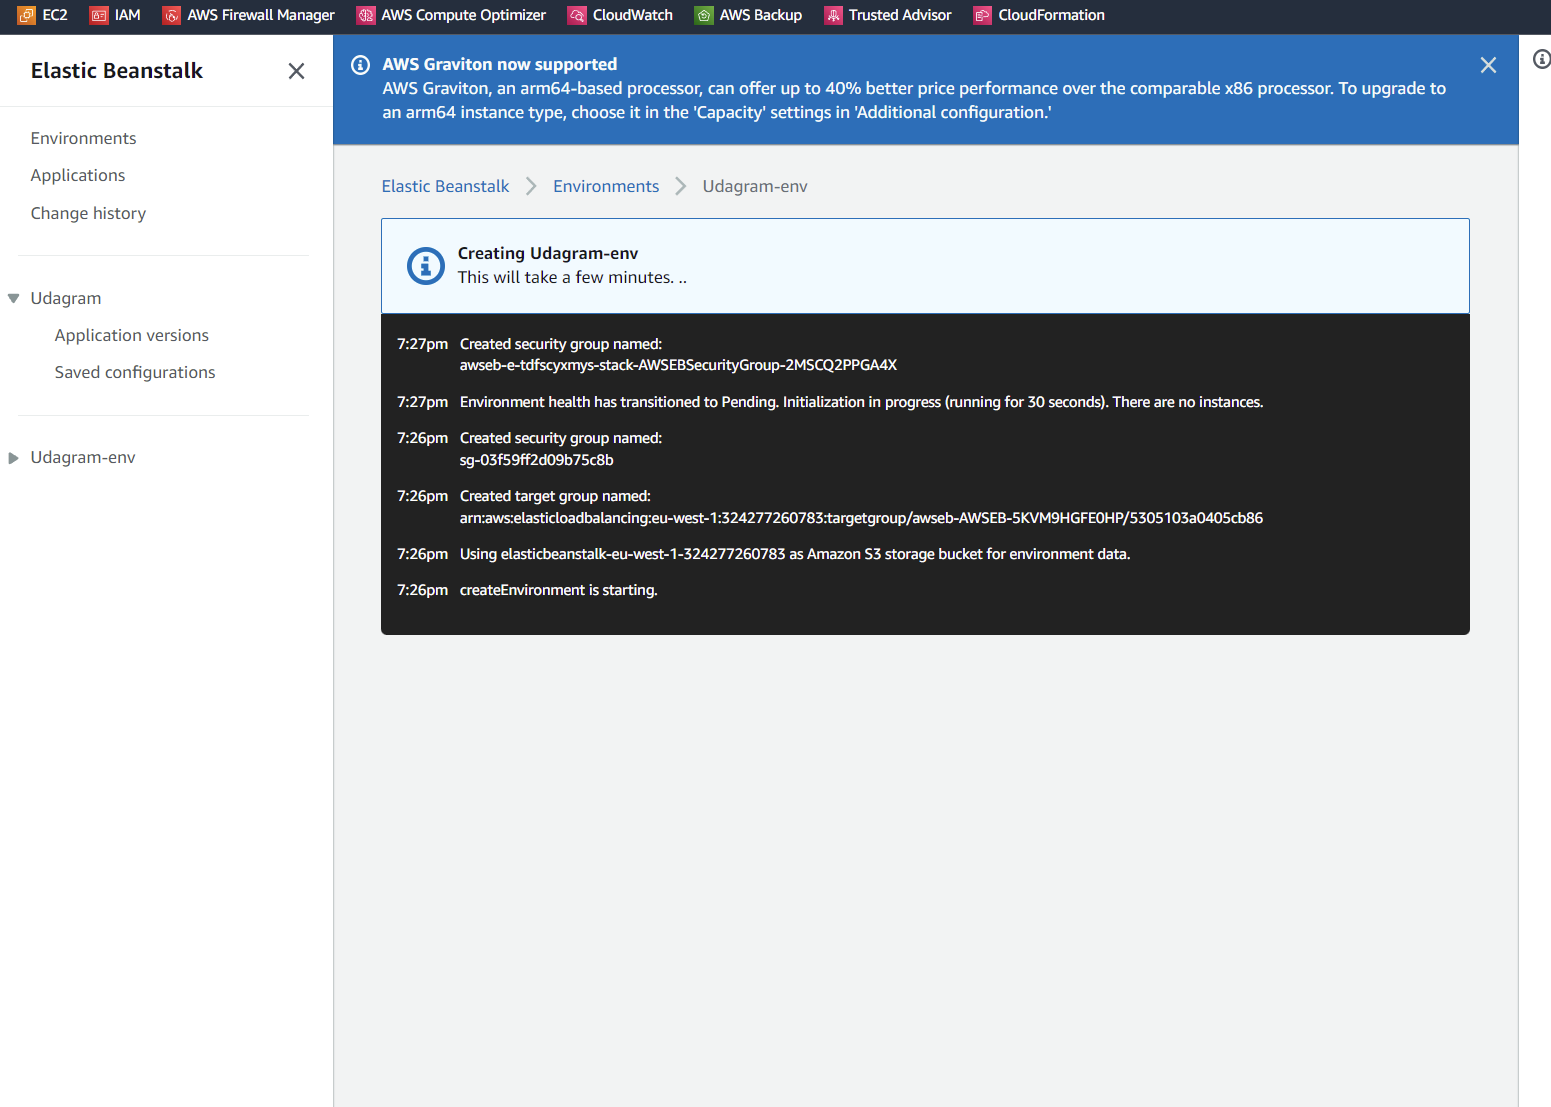 EC2 IAM AWS Firewall Manager AWS Compute Optimizer CloudWatch AWS Backup Trusted Advisor CloudFormation
Elastic Beanstalk
Environments
Applications
Change history
Udagram
Application versions
Saved configurations
Udagram-env
AWS Graviton now supported
AWS Graviton, an arm64-based processor, can offer up to 40% better price performance over the comparable x86 processor. To upgrade to
an arm64 instance type, choose it in the 'Capacity' settings in 'Additional configuration.'
Elastic Beanstalk Environments Udagram-env
Creating Udagram-env
This will take a few minutes. ..
7:27pm Created security group named:
awseb-e-tdfscyxmys-stack-AWSEBSecurityGroup-2MSCQ2PPGA4X
7:27pm Environment health has transitioned to Pending. Initialization in progress (running for 30 seconds). There are no instances.
7:26pm Created security group named:
sg-03f59ff2d09b75c8b
7:26pm Created target group named:
arn:aws:elasticloadbalancing:eu-west-1:324277260783:targetgroup/awseb-AWSEB-5KVM9HGFE0HP/5305103a0405cb86
7:26pm Using elasticbeanstalk-eu-west-1-324277260783 as Amazon S3 storage bucket for environment data.
7:26pm createEnvironment is starting.